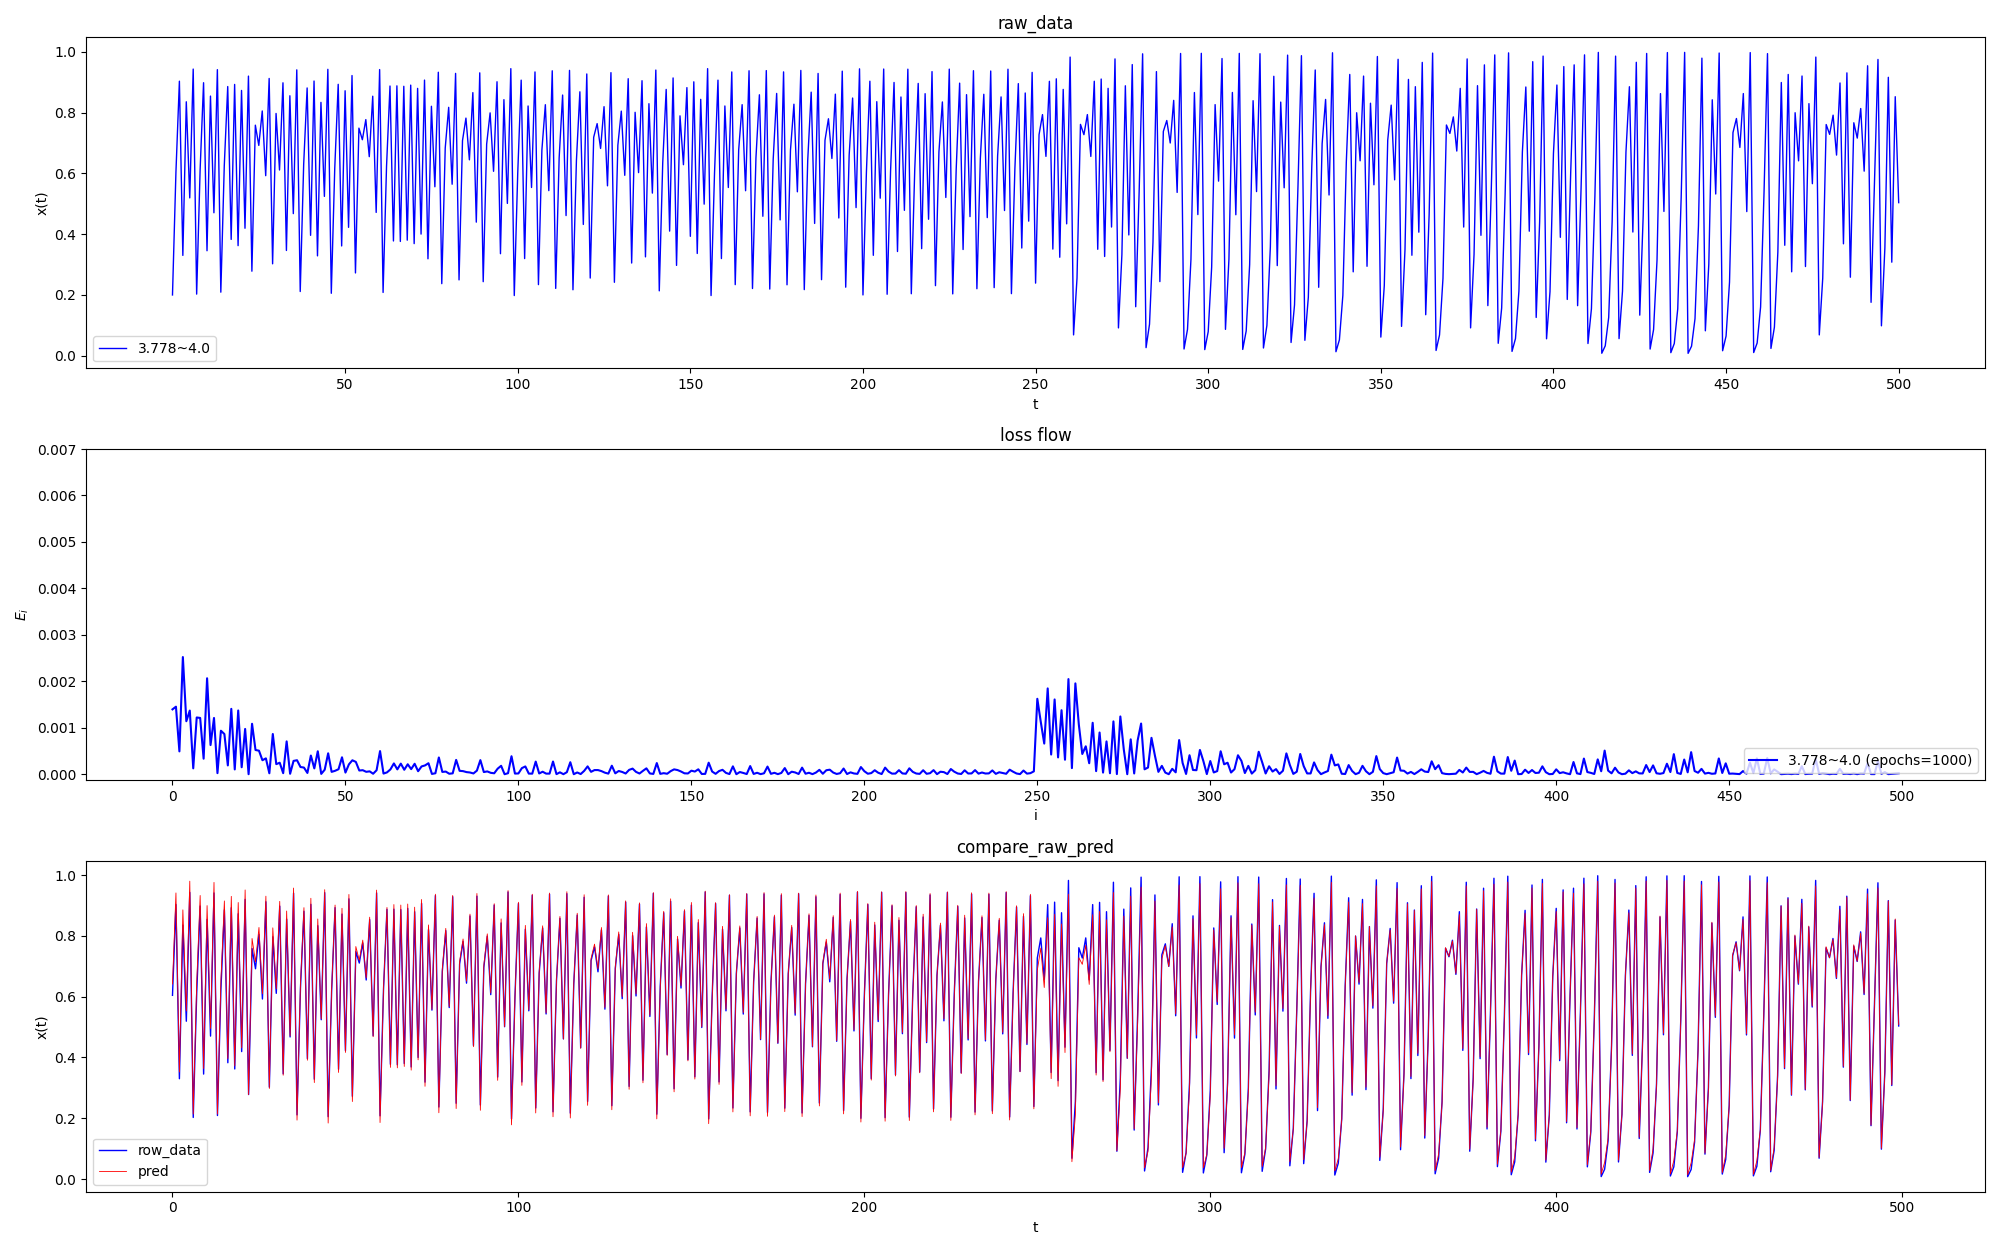 raw_data
1.0
0.8
0.6
0.4
0.2
0.0
x(t)
3.778~4.0
50 100 150 200 250 300 350 400 450 500
t
loss flow
0.007
0.006
0.005
0.004
0.003
0.002
0.001
0.000
E_i
3.778~4.0 (epochs=1000)
0 50 100 150 200 250 300 350 400 450 500
i
compare_raw_pred
1.0
0.8
0.6
0.4
0.2
0.0
x(t)
row_data
pred
0 100 200 300 400 500
t